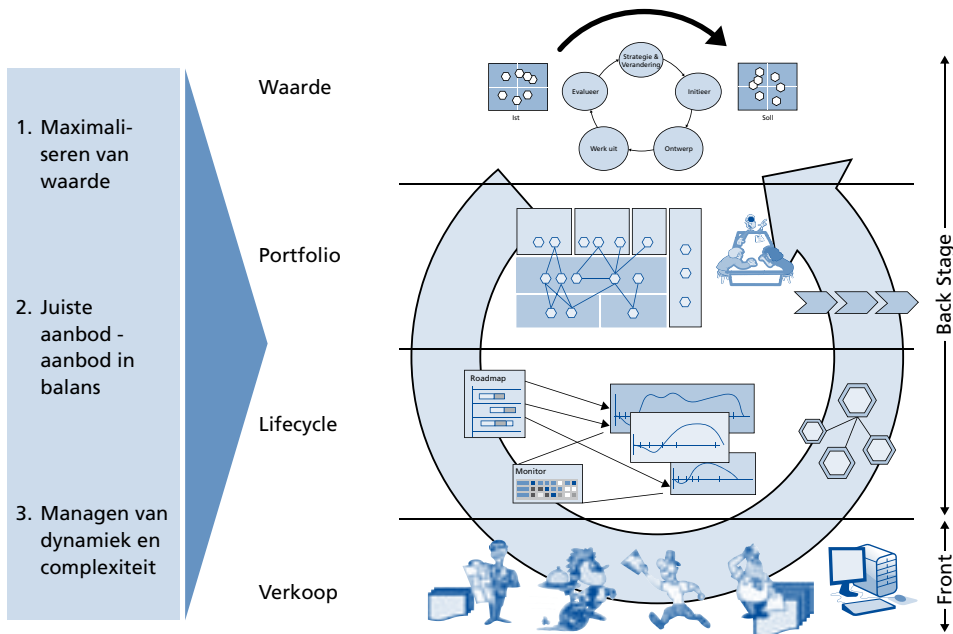 1. Maximali-
seren van
waarde
2. Juiste
aanbod -
aanbod in
balans
3. Managen van
dynamiek en
complexiteit
Waarde
Portfolio
Lifecycle
Verkoop
Strategie &
Verandering
Initieer
Ontwerp
Werk uit
Evalueer
Ist
Soll
Roadmap
Monitor
Back Stage
Front